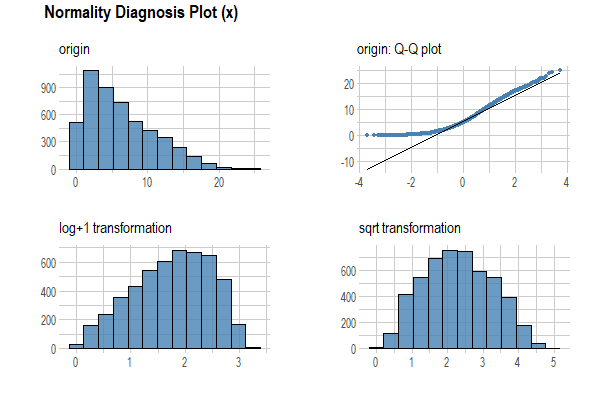 Normality Diagnosis Plot (x)
origin
900
600
300
0
0 10 20
origin: Q-Q plot
20
10
0
-10
-4 -2 0 2 4
log+1 transformation
600
400
200
0
0 1 2 3
sqrt transformation
600
400
200
0
0 1 2 3 4 5